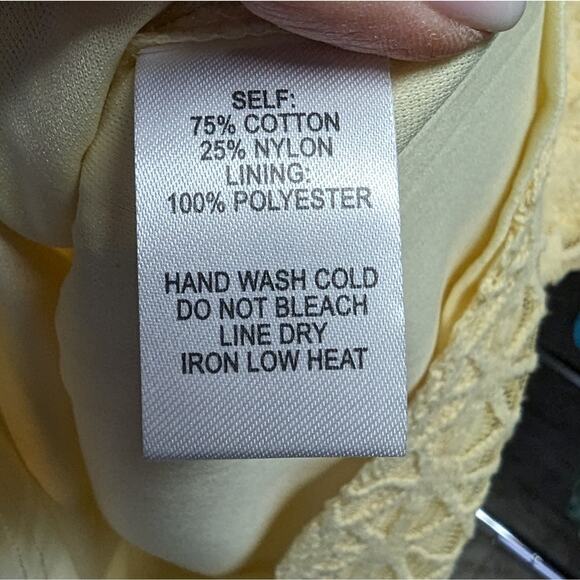 SELF:
75% COTTON
25% NYLON
LINING:
100% POLYESTER
HAND WASH COLD
DO NOT BLEACH
LINE DRY
IRON LOW HEAT